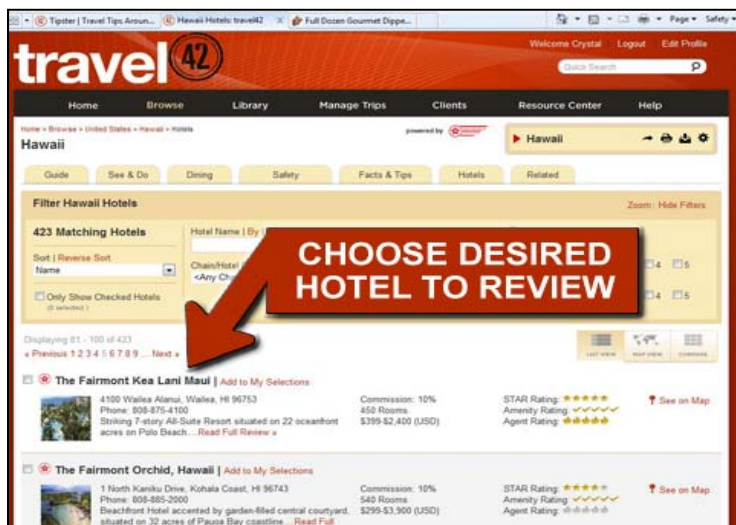 Tipster | Travel Tips Aroun...
Hawaii Hotels: travel42
Full Dozen Gourmet Dippe...
Page
Safety
travel 42
Welcome Crystal
Logout
Edit Profile
Quick Search
Home
Browse
Library
Manage Trips
Clients
Resource Center
Help
Home » Browse » United States » Hawaii » Hotels
powered by
Hawaii
Hawaii
Guide
See & Do
Dining
Safety
Facts & Tips
Hotels
Related
Filter Hawaii Hotels
Zoom: Hide Filters
423 Matching Hotels
Hotel Name | By
Sort | Reverse Sort
Name
Chain/Hotel
<Any Ch
4 5
Only Show Checked Hotels
(0 selected )
4 5
CHOOSE DESIRED
HOTEL TO REVIEW
Displaying 81 - 100 of 423
« Previous 1 2 3 4 5 6 7 8 9 ... Next »
LIST VIEW
MAP VIEW
COMPARE
The Fairmont Kea Lani Maui | Add to My Selections
4100 Wailea Alanui, Wailea, HI 96753
Phone: 808-875-4100
Striking 7-story All-Suite Resort situated on 22 oceanfront
acres on Polo Beach....Read Full Review »
Commission: 10%
450 Rooms
$399-$2,400 (USD)
STAR Rating:
Amenity Rating:
Agent Rating:
See on Map
The Fairmont Orchid, Hawaii | Add to My Selections
1 North Kaniku Drive, Kohala Coast, HI 96743
Phone: 808-885-2000
Beachfront Hotel accented by garden-filled central courtyard,
situated on 32 acres of Pauoa Bay coastline....Read Full
Commission: 10%
540 Rooms
$299-$3,900 (USD)
STAR Rating:
Amenity Rating:
Agent Rating:
See on Map